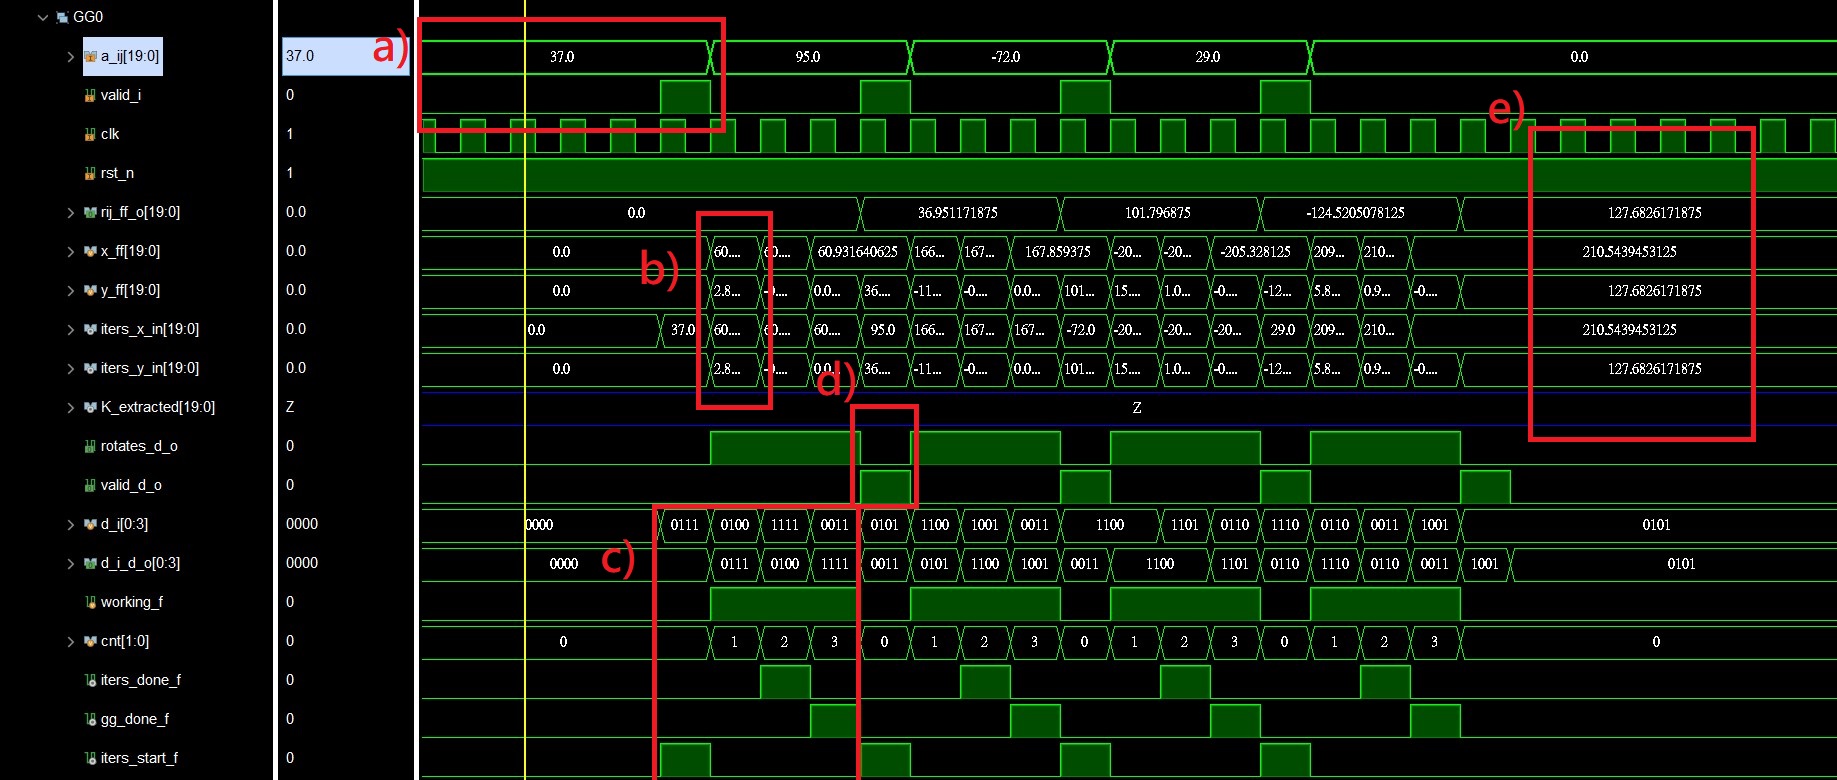 GG0
a) a_ij[19:0] 37.0 37.0 95.0 -72.0 29.0 0.0
valid_i 0
e)
clk 1
rst_n 1
rij_ff_o[19:0] 0.0 0.0 36.951171875 101.796875 -124.5205078125 127.6826171875
b)
x_ff[19:0] 0.0 0.0 60.... 60.... 60.931640625 166... 167... 167.859375 -20... -20... -205.328125 209... 210... 210.5439453125
y_ff[19:0] 0.0 0.0 2.8... -0.... 0.0... 36.... -11... -0.... 0.0... 101... 15.... 1.0... -0.... -12... 5.8... 0.9... -0.... 127.6826171875
iters_x_in[19:0] 0.0 0.0 37.0 60.... 60.... 60.... 95.0 166... 167... 167... -72.0 -20... -20... -20... 29.0 209... 210... 210.5439453125
iters_y_in[19:0] 0.0 0.0 2.8... -0.... 0.0... 36.... -11... -0.... 0.0... 101... 15.... 1.0... -0.... -12... 5.8... 0.9... -0.... 127.6826171875
d)
K_extracted[19:0] Z Z
rotates_d_o 0
valid_d_o 0
d_i[0:3] 0000 0000 0111 0100 1111 0011 0101 1100 1001 0011 1100 1101 0110 1110 0110 0011 1001 0101
c)
d_i_d_o[0:3] 0000 0000 0111 0100 1111 0011 0101 1100 1001 0011 1100 1101 0110 1110 0110 0011 1001 0101
working_f 0
cnt[1:0] 0 0 1 2 3 0 1 2 3 0 1 2 3 0 1 2 3 0
iters_done_f 0
gg_done_f 0
iters_start_f 0